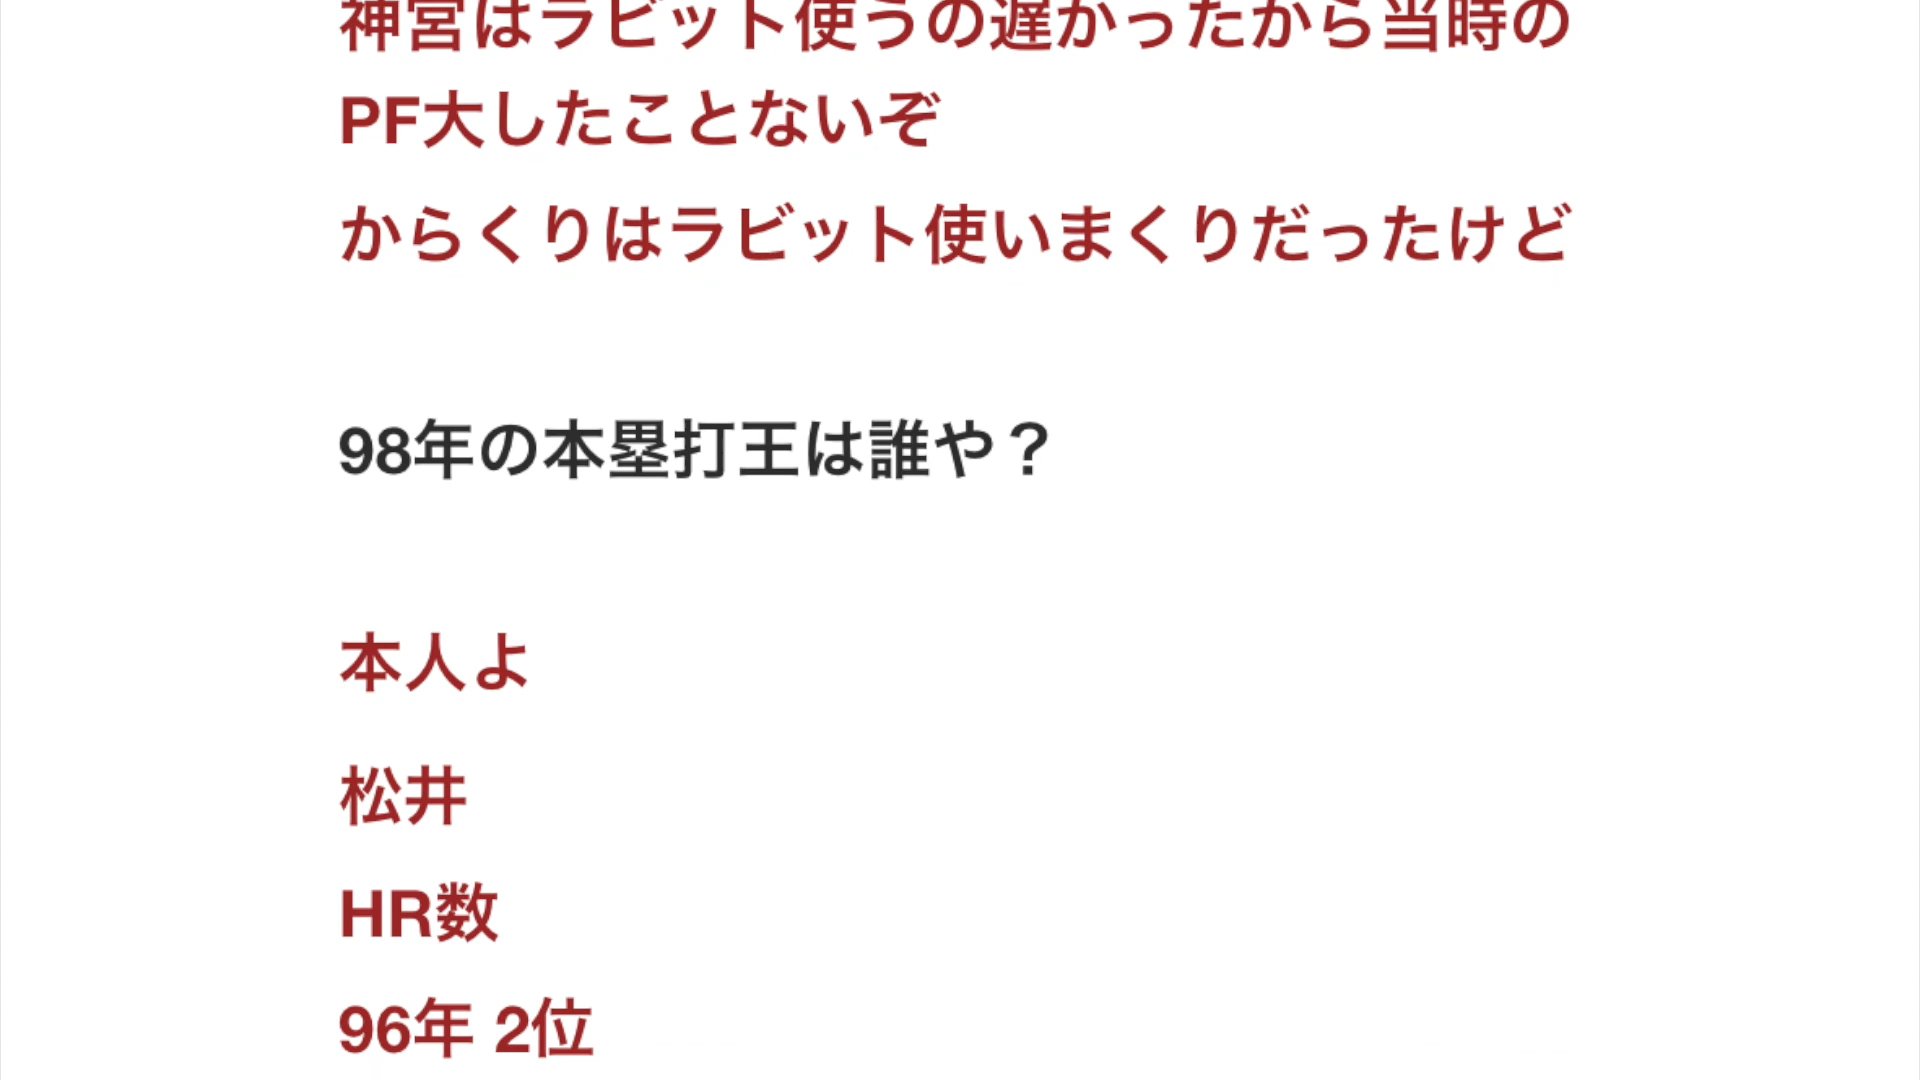 神宮はラビット使うの遅かったから当時の
PF大したことないぞ
からくりはラビット使いまくりだったけど
98年の本塁打王は誰や？
本人よ
松井
HR数
96年 2位